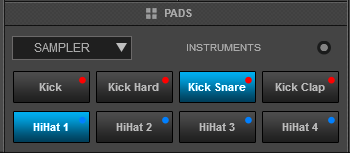 PADS
SAMPLER INSTRUMENTS
Kick Kick Hard Kick Snare Kick Clap
HiHat 1 HiHat 2 HiHat 3 HiHat 4